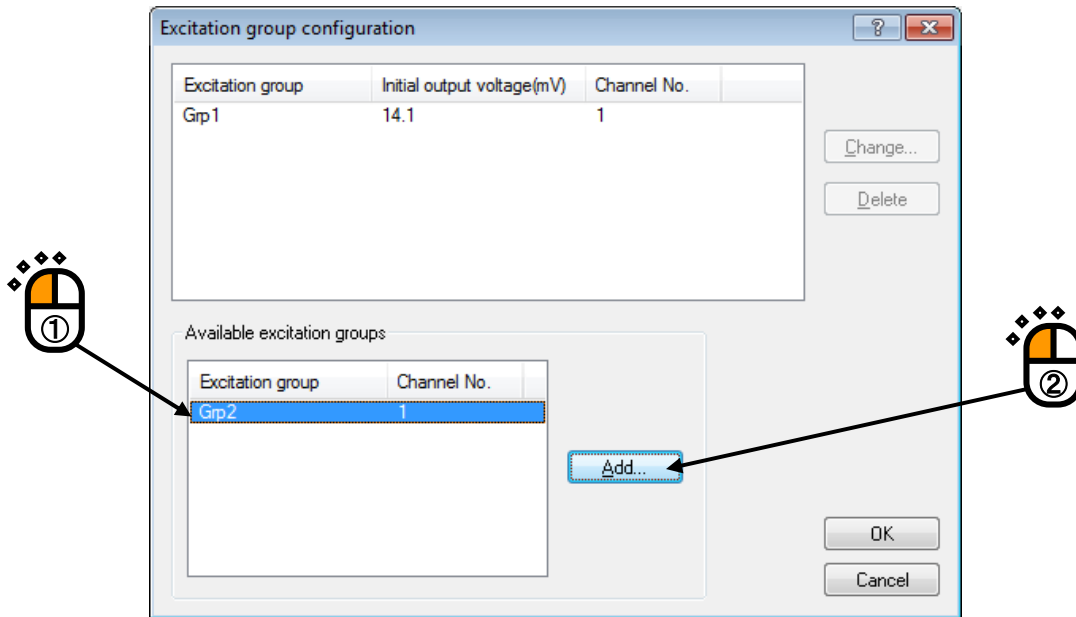 Excitation group configuration
?
Excitation group Initial output voltage(mV) Channel No.
Grp1 14.1 1
Change...
Delete
①
Available excitation groups
Excitation group Channel No.
Grp2 1
②
Add...
OK
Cancel